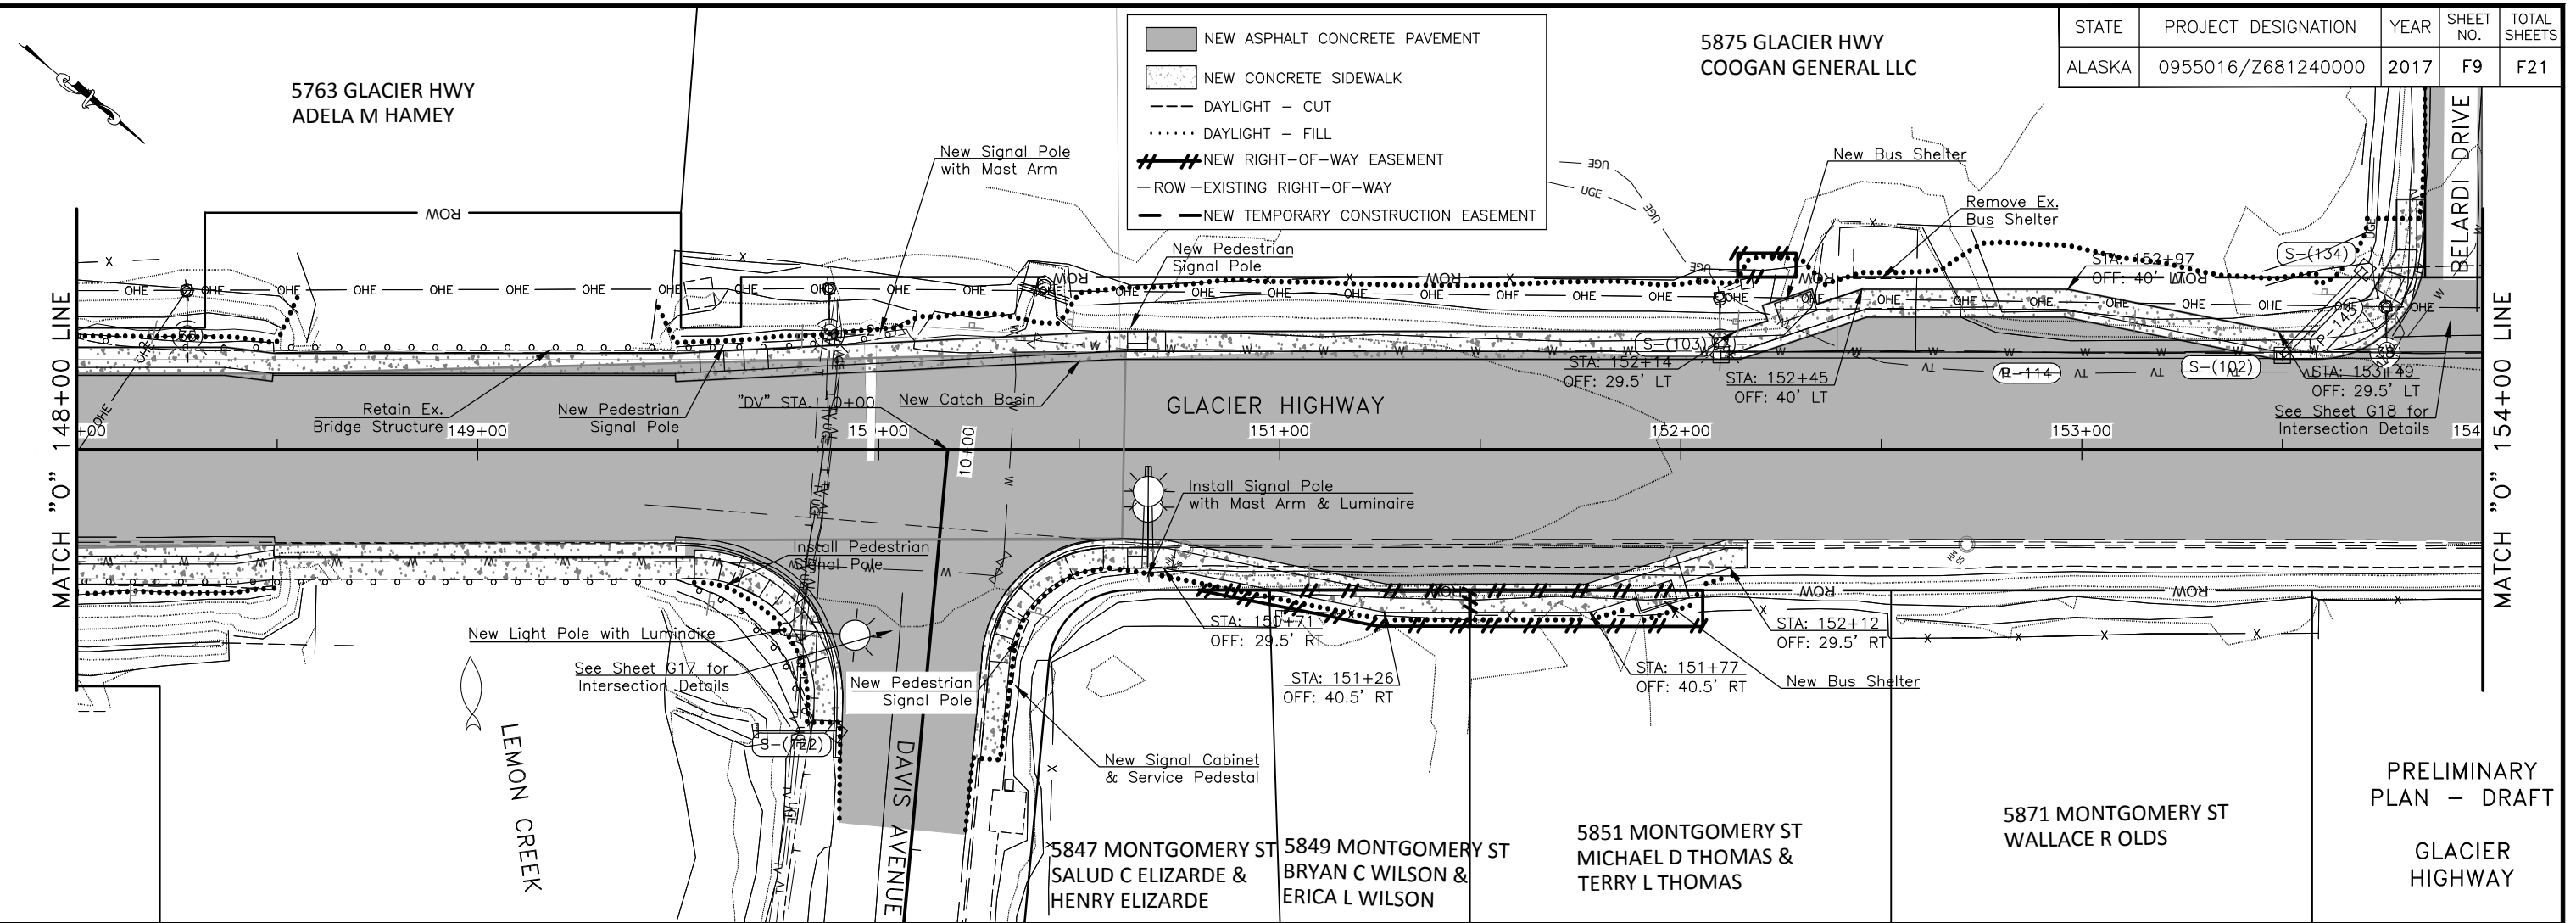 STATE
PROJECT DESIGNATION
YEAR
SHEET
NO.
TOTAL
SHEETS
ALASKA
0955016/Z681240000
2017
F9
F21
5763 GLACIER HWY
ADELA M HAMEY
NEW ASPHALT CONCRETE PAVEMENT
NEW CONCRETE SIDEWALK
DAYLIGHT - CUT
DAYLIGHT - FILL
NEW RIGHT-OF-WAY EASEMENT
ROW
EXISTING RIGHT-OF-WAY
NEW TEMPORARY CONSTRUCTION EASEMENT
5875 GLACIER HWY
COOGAN GENERAL LLC
New Signal Pole
with Mast Arm
New Bus Shelter
Remove Ex.
Bus Shelter
New Pedestrian
Signal Pole
STA: 152+97
OFF: 40' LT
S-(134)
BELARDI DRIVE
MATCH "O" 148+00 LINE
MATCH "O" 154+00 LINE
S-(103)
STA: 152+14
OFF: 29.5' LT
STA: 152+45
OFF: 40' LT
P-114
S-(102)
STA: 153+49
OFF: 29.5' LT
See Sheet G18 for
Intersection Details
Retain Ex.
Bridge Structure
New Pedestrian
Signal Pole
"DV" STA. 10+00
New Catch Basin
GLACIER HIGHWAY
+00
149+00
150+00
10+00
151+00
152+00
153+00
154
Install Signal Pole
with Mast Arm & Luminaire
Install Pedestrian
Signal Pole
New Light Pole with Luminaire
See Sheet G17 for
Intersection Details
New Pedestrian
Signal Pole
STA: 150+71
OFF: 29.5' RT
STA: 151+26
OFF: 40.5' RT
STA: 151+77
OFF: 40.5' RT
STA: 152+12
OFF: 29.5' RT
New Bus Shelter
S-(122)
LEMON CREEK
DAVIS AVENUE
New Signal Cabinet
& Service Pedestal
5847 MONTGOMERY ST
SALUD C ELIZARDE &
HENRY ELIZARDE
5849 MONTGOMERY ST
BRYAN C WILSON &
ERICA L WILSON
5851 MONTGOMERY ST
MICHAEL D THOMAS &
TERRY L THOMAS
5871 MONTGOMERY ST
WALLACE R OLDS
PRELIMINARY
PLAN - DRAFT
GLACIER
HIGHWAY